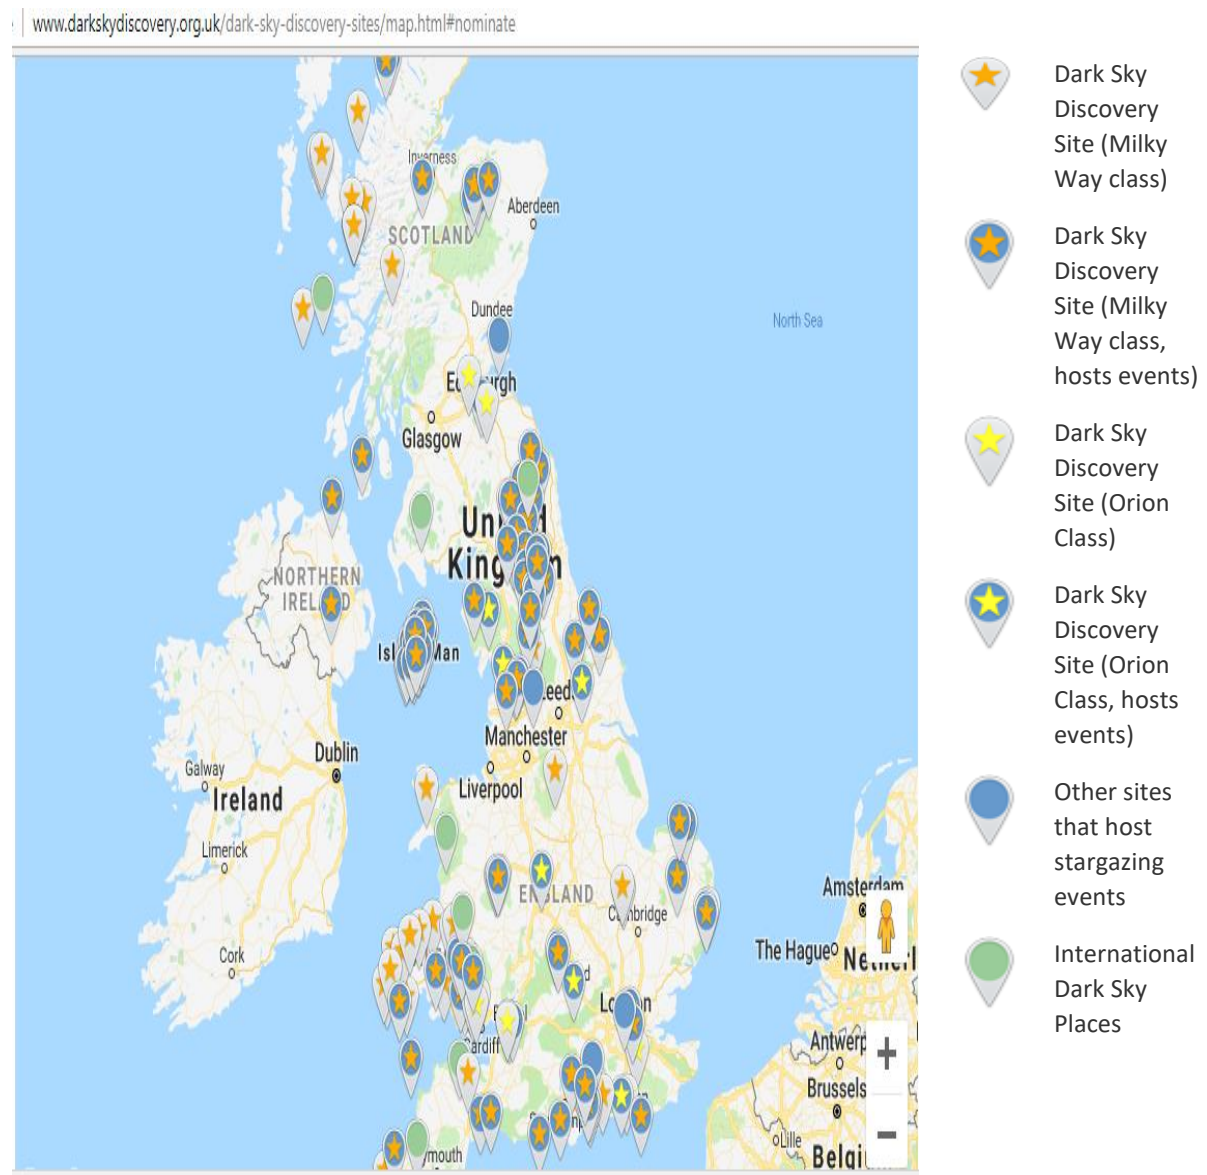 www.darkskydiscovery.org.uk/dark-sky-discovery-sites/map.html#nominate
Inverness
Aberdeen
SCOTLAND
Dundee
North Sea
Glasgow
United
Kingdom
NORTHERN
Dublin
Manchester
Galway
Ireland
Liverpool
Limerick
Amsterdam
The Hague
Cork
Antwerp
Brussels
Lille
Dark Sky
Discovery
Site (Milky
Way class)
Dark Sky
Discovery
Site (Milky
Way class,
hosts events)
Dark Sky
Discovery
Site (Orion
Class)
Dark Sky
Discovery
Site (Orion
Class, hosts
events)
Other sites
that host
stargazing
events
International
Dark Sky
Places